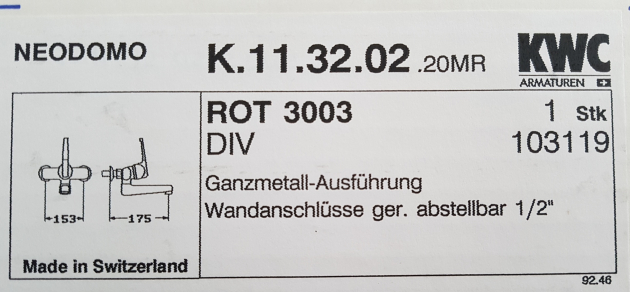 NEODOMO
K.11.32.02 .20MR
KWC
ARMATUREN
ROT 3003 1 Stk
DIV 103119
Ganzmetall-Ausführung
Wandanschlüsse ger. abstellbar 1/2"
153 175
Made in Switzerland
92.46